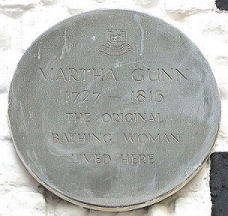 MARTHA GUNN
1727 – 1815
THE ORIGINAL
BATHING WOMAN
LIVED HERE